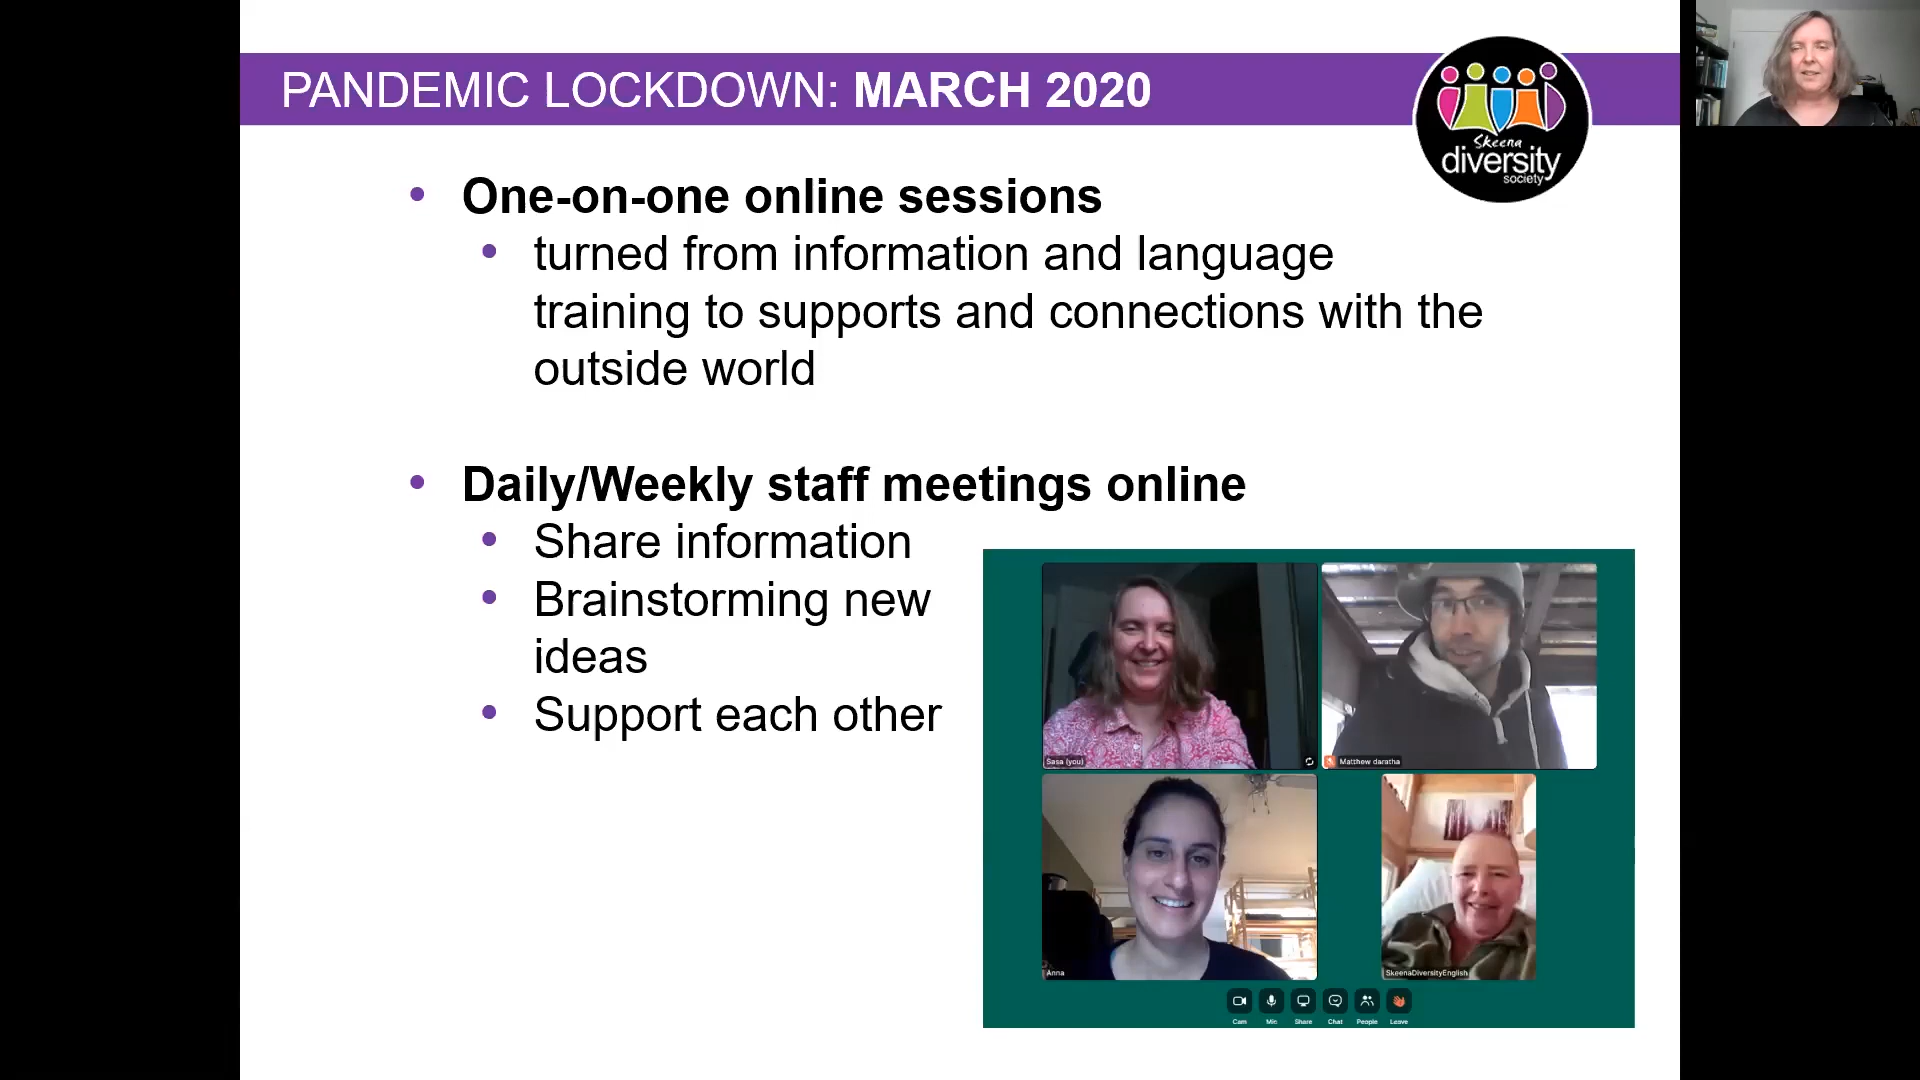 PANDEMIC LOCKDOWN: MARCH 2020
Skeena
diversity
society
• One-on-one online sessions
• turned from information and language
training to supports and connections with the
outside world
• Daily/Weekly staff meetings online
• Share information
• Brainstorming new
ideas
• Support each other
Sasa (you)
Matthew daratha
Anna
SkeenaDiversityEnglish
Cam Mic Share Chat People Leave